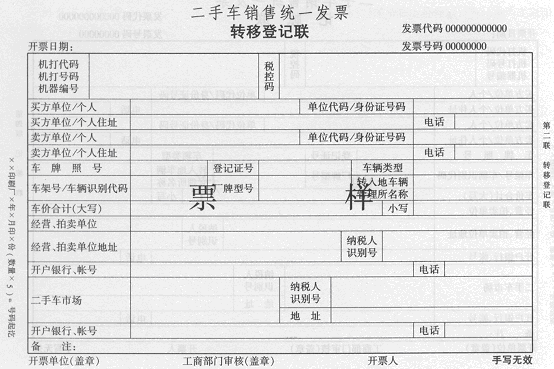 二手车销售统一发票
转移登记联
发票代码 000000000000
发票号码 00000000
开票日期:
机打代码
机打号码
机器编号
税控码
买方单位/个人
单位代码/身份证号码
买方单位/个人住址
电话
卖方单位/个人
单位代码/身份证号码
卖方单位/个人住址
电话
车牌照号
登记证号
车辆类型
车架号/车辆识别代码
厂牌型号
转入地车辆
管理所名称
票样
车价合计(大写)
小写
经营、拍卖单位
经营、拍卖单位地址
纳税人
识别号
开户银行、帐号
电话
二手车市场
纳税人
识别号
地 址
开户银行、帐号
电话
备 注:
开票单位(盖章)
工商部门审核(盖章)
开票人
手写无效
第二联 转移登记联